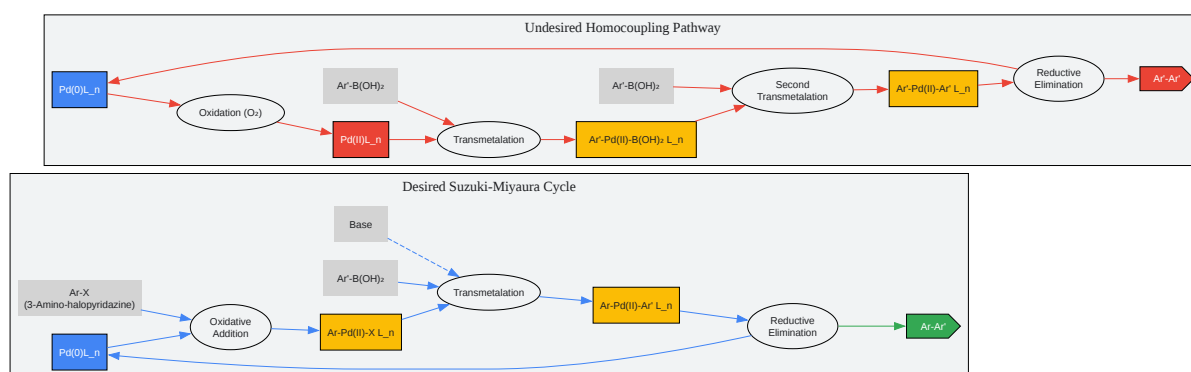 Undesired Homocoupling Pathway
Pd(0)L_n
Oxidation (O₂)
Pd(II)L_n
Ar'-B(OH)₂
Transmetalation
Ar'-Pd(II)-B(OH)₂ L_n
Ar'-B(OH)₂
Second
Transmetalation
Ar'-Pd(II)-Ar' L_n
Reductive
Elimination
Ar'-Ar'
Desired Suzuki-Miyaura Cycle
Ar-X
(3-Amino-halopyridazine)
Pd(0)L_n
Oxidative
Addition
Ar-Pd(II)-X L_n
Base
Ar'-B(OH)₂
Transmetalation
Ar-Pd(II)-Ar' L_n
Reductive
Elimination
Ar-Ar'